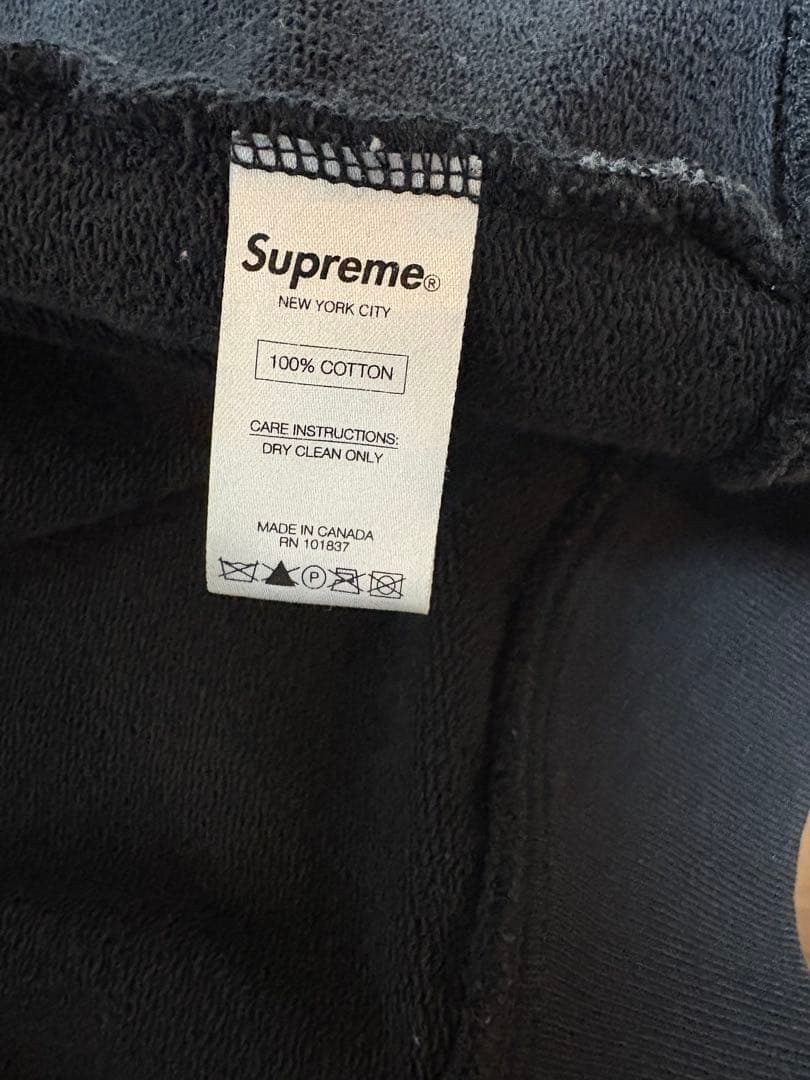 Supreme®
NEW YORK CITY
100% COTTON
CARE INSTRUCTIONS:
DRY CLEAN ONLY
MADE IN CANADA
RN 101837
P